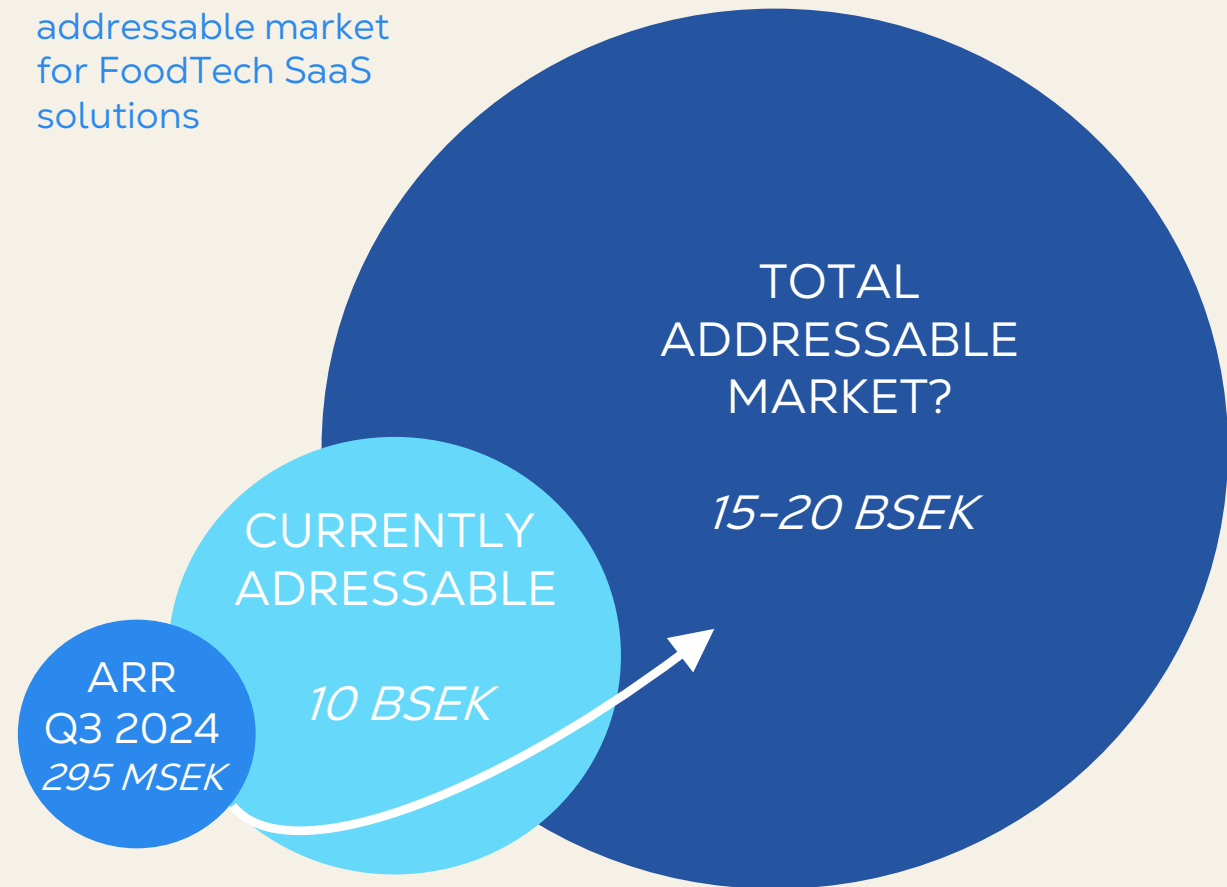 addressable market
for FoodTech SaaS
solutions
TOTAL
ADDRESSABLE
MARKET?
15-20 BSEK
CURRENTLY
ADRESSABLE
10 BSEK
ARR
Q3 2024
295 MSEK